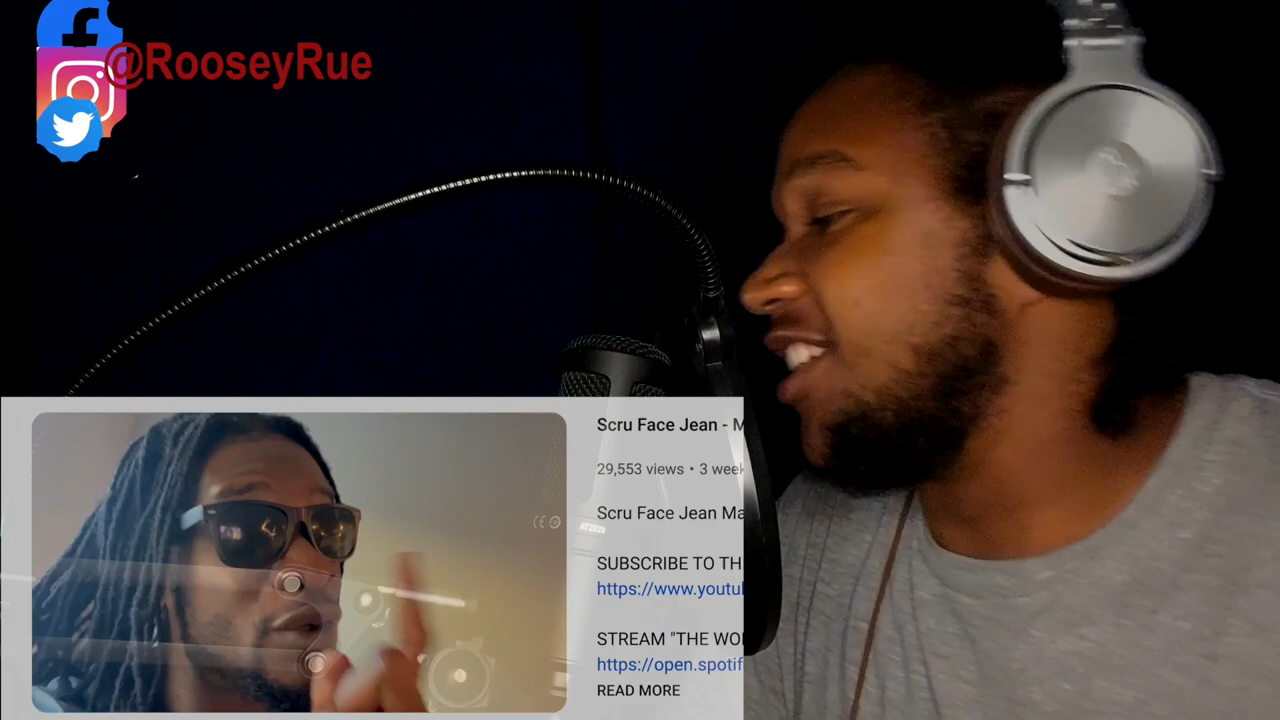 @RooseyRue
Scru Face Jean - M
29,553 views • 3 week
Scru Face Jean Ma
AT2020
SUBSCRIBE TO TH
https://www.youtu
STREAM "THE WO
https://open.spotif
READ MORE